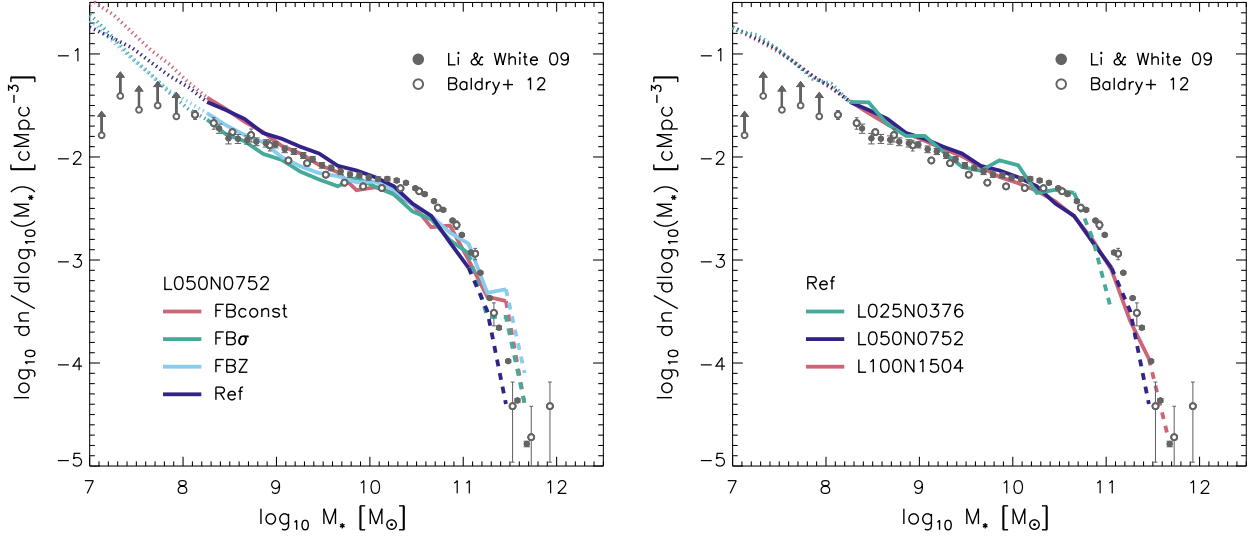 log₁₀ dn/dlog₁₀(M*) [cMpc⁻³]
−1
−2
−3
−4
−5
Li & White 09
Baldry+ 12
L050N0752
FBconst
FBσ
FBZ
Ref
7 8 9 10 11 12
log₁₀ M* [M⊙]
log₁₀ dn/dlog₁₀(M*) [cMpc⁻³]
−1
−2
−3
−4
−5
Li & White 09
Baldry+ 12
Ref
L025N0376
L050N0752
L100N1504
7 8 9 10 11 12
log₁₀ M* [M⊙]